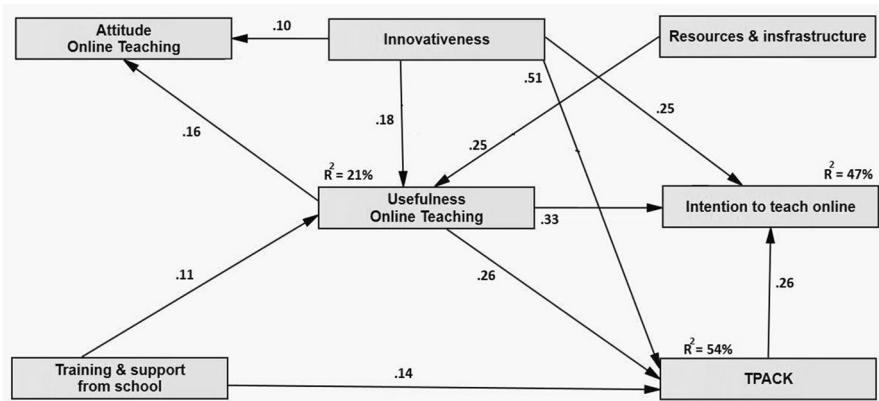 Attitude
Online Teaching
.10
Innovativeness
Resources & insfrastructure
.51
.16
.18
.25
.25
R2 = 21%
R2 = 47%
Usefulness
Online Teaching
.33
Intention to teach online
.11
.26
.26
R2 = 54%
Training & support
from school
.14
TPACK